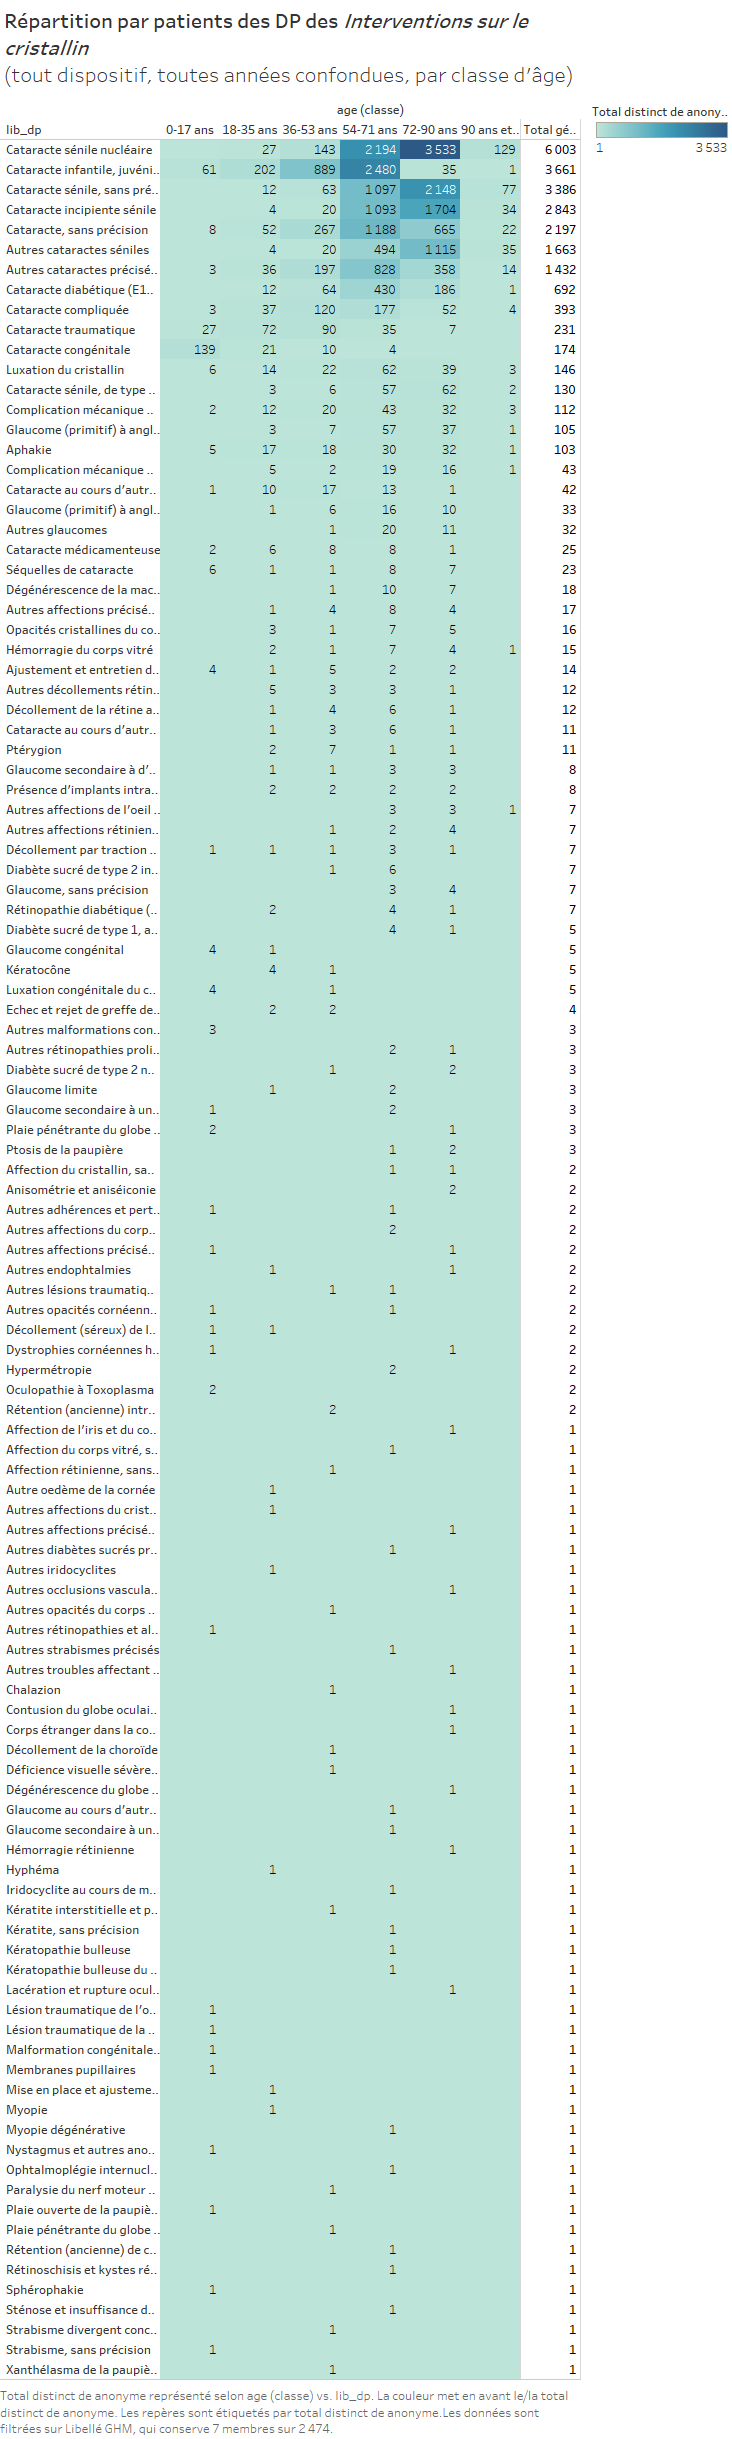 Répartition par patients des DP des Interventions sur le
cristallin
(tout dispositif, toutes années confondues, par classe d'âge)
age (classe)
lib_dp 0-17 ans 18-35 ans 36-53 ans 54-71 ans 72-90 ans 90 ans et.. Total gé..
Total distinct de anony..
1 3 533
Cataracte sénile nucléaire 27 143 2 194 3 533 129 6 003
Cataracte infantile, juvéni.. 61 202 889 2 480 35 1 3 661
Cataracte sénile, sans pré.. 12 63 1 097 2 148 77 3 386
Cataracte incipiente sénile 4 20 1 093 1 704 34 2 843
Cataracte, sans précision 8 52 267 1 188 665 22 2 197
Autres cataractes séniles 4 20 494 1 115 35 1 663
Autres cataractes précisé.. 3 36 197 828 358 14 1 432
Cataracte diabétique (E1.. 12 64 430 186 1 692
Cataracte compliquée 3 37 120 177 52 4 393
Cataracte traumatique 27 72 90 35 7 231
Cataracte congénitale 139 21 10 4 174
Luxation du cristallin 6 14 22 62 39 3 146
Cataracte sénile, de type .. 3 6 57 62 2 130
Complication mécanique .. 2 12 20 43 32 3 112
Glaucome (primitif) à angl.. 3 7 57 37 1 105
Aphakie 5 17 18 30 32 1 103
Complication mécanique .. 5 2 19 16 1 43
Cataracte au cours d'autr.. 1 10 17 13 1 42
Glaucome (primitif) à angl.. 1 6 16 10 33
Autres glaucomes 1 20 11 32
Cataracte médicamenteuse 2 6 8 8 1 25
Séquelles de cataracte 6 1 1 8 7 23
Dégénérescence de la mac.. 1 10 7 18
Autres affections précisé.. 1 4 8 4 17
Opacités cristallines du co.. 3 1 7 5 16
Hémorragie du corps vitré 2 1 7 4 1 15
Ajustement et entretien d.. 4 1 5 2 2 14
Autres décollements rétin.. 5 3 3 1 12
Décollement de la rétine a.. 1 4 6 1 12
Cataracte au cours d'autr.. 1 3 6 1 11
Ptérygion 2 7 1 1 11
Glaucome secondaire à d'.. 1 1 3 3 8
Présence d'implants intra.. 2 2 2 2 8
Autres affections de l'oeil .. 3 3 1 7
Autres affections rétinien.. 1 2 4 7
Décollement par traction .. 1 1 1 3 1 7
Diabète sucré de type 2 in.. 1 6 7
Glaucome, sans précision 3 4 7
Rétinopathie diabétique (.. 2 4 1 7
Diabète sucré de type 1, a.. 4 1 5
Glaucome congénital 4 1 5
Kératocône 4 1 5
Luxation congénitale du c.. 4 1 5
Echec et rejet de greffe de.. 2 2 4
Autres malformations con.. 3 3
Autres rétinopathies proli.. 2 1 3
Diabète sucré de type 2 n.. 1 2 3
Glaucome limite 1 2 3
Glaucome secondaire à un.. 1 2 3
Plaie pénétrante du globe .. 2 1 3
Ptosis de la paupière 1 2 3
Affection du cristallin, sa.. 1 1 2
Anisométrie et aniséiconie 2 2
Autres adhérences et pert.. 1 1 2
Autres affections du corp.. 2 2
Autres affections précisé.. 1 1 2
Autres endophtalmies 1 1 2
Autres lésions traumatiq.. 1 1 2
Autres opacités cornéenn.. 1 1 2
Décollement (séreux) de l.. 1 1 2
Dystrophies cornéennes h.. 1 1 2
Hypermétropie 2 2
Oculopathie à Toxoplasma 2 2
Rétention (ancienne) intr.. 2 2
Affection de l'iris et du co.. 1 1
Affection du corps vitré, s.. 1 1
Affection rétinienne, sans.. 1 1
Autre oedème de la cornée 1 1
Autres affections du crist.. 1 1
Autres affections précisé.. 1 1
Autres diabètes sucrés pr.. 1 1
Autres iridocyclites 1 1
Autres occlusions vascula.. 1 1
Autres opacités du corps .. 1 1
Autres rétinopathies et al.. 1 1
Autres strabismes précisés 1 1
Autres troubles affectant .. 1 1
Chalazion 1 1
Contusion du globe oculai.. 1 1
Corps étranger dans la co.. 1 1
Décollement de la choroïde 1 1
Déficience visuelle sévère.. 1 1
Dégénérescence du globe .. 1 1
Glaucome au cours d'autr.. 1 1
Glaucome secondaire à un.. 1 1
Hémorragie rétinienne 1 1
Hyphéma 1 1
Iridocyclite au cours de m.. 1 1
Kératite interstitielle et p.. 1 1
Kératite, sans précision 1 1
Kératopathie bulleuse 1 1
Kératopathie bulleuse du .. 1 1
Lacération et rupture ocul.. 1 1
Lésion traumatique de l'o.. 1 1
Lésion traumatique de la .. 1 1
Malformation congénitale.. 1 1
Membranes pupillaires 1 1
Mise en place et ajusteme.. 1 1
Myopie 1 1
Myopie dégénérative 1 1
Nystagmus et autres ano.. 1 1
Ophtalmoplégie internucl.. 1 1
Paralysie du nerf moteur .. 1 1
Plaie ouverte de la paupiè.. 1 1
Plaie pénétrante du globe .. 1 1
Rétention (ancienne) de c.. 1 1
Rétinoschisis et kystes ré.. 1 1
Sphérophakie 1 1
Sténose et insuffisance d.. 1 1
Strabisme divergent conc.. 1 1
Strabisme, sans précision 1 1
Xanthélasma de la paupiè.. 1 1
Total distinct de anonyme représenté selon age (classe) vs. lib_dp. La couleur met en avant le/la total
distinct de anonyme. Les repères sont étiquetés par total distinct de anonyme.Les données sont
filtrées sur Libellé GHM, qui conserve 7 membres sur 2 474.